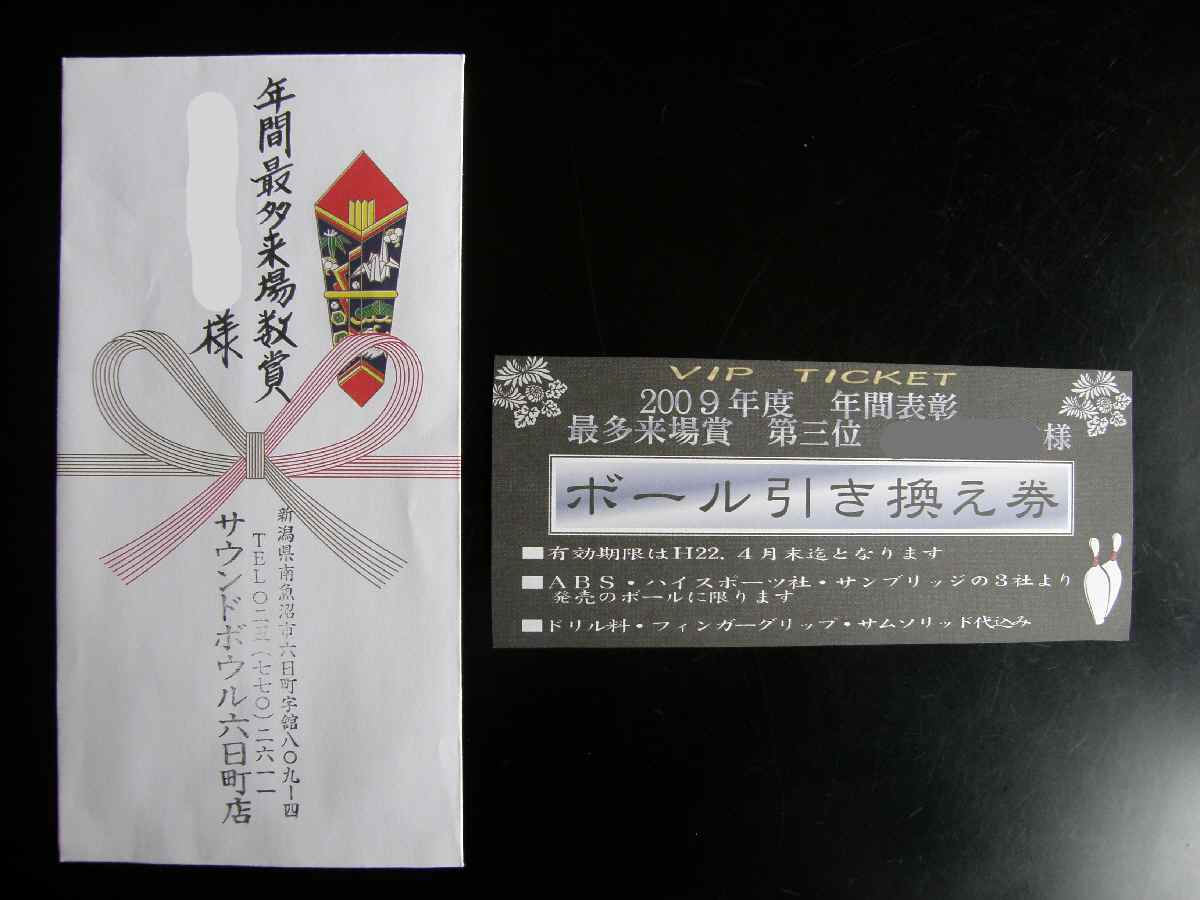 年間最多来場数賞
様
新潟県南魚沼市六日町字舘八〇九ー四
TEL〇二五(七七〇)二六一一
サウンドボウル六日町店
VIP TICKET
2009年度 年間表彰
最多来場賞 第三位 様
ボール引き換え券
■有効期限はH22．4月末迄となります
■ABS・ハイスポーツ社・サンブリッジの3社より
発売のボールに限ります
■ドリル料・フィンガーグリップ・サムソリッド代込み